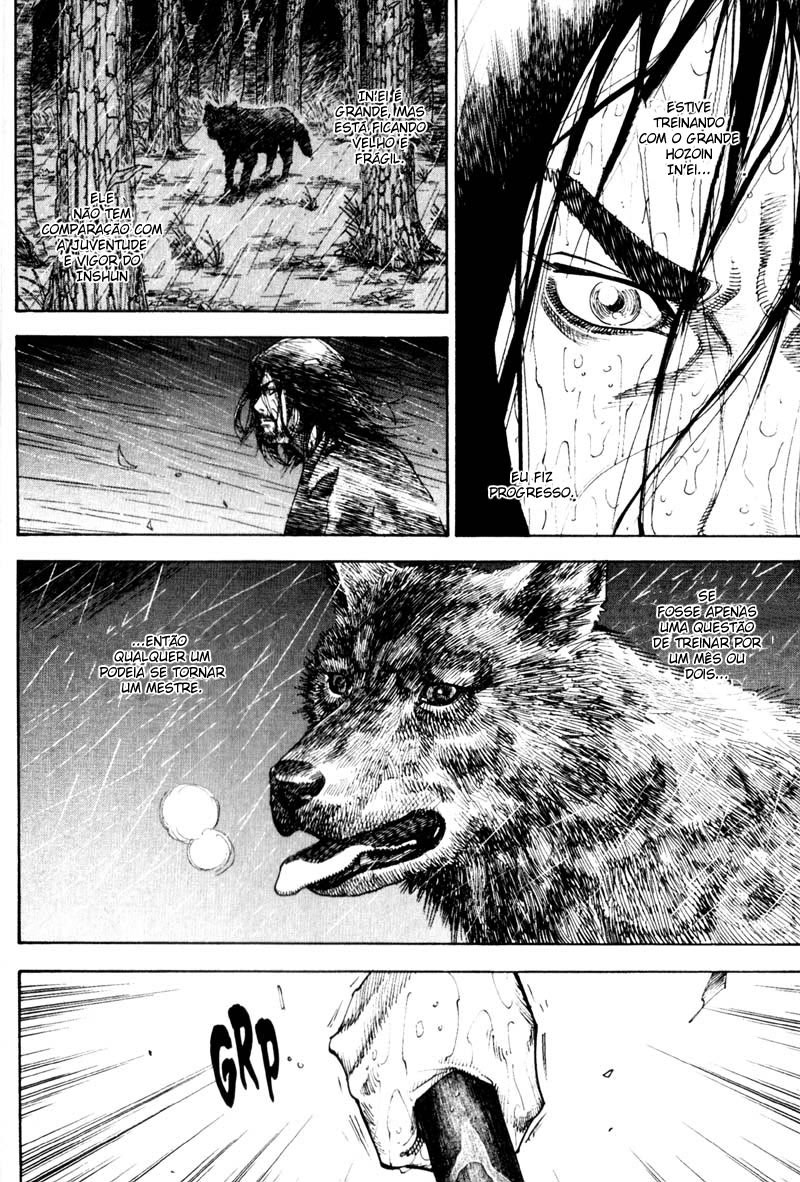 ESTIVE
TREINANDO
COM O GRANDE
HOZOIN
IN'EI...
EU FIZ
PROGRESSO.
IN'EI É
GRANDE, MAS
ESTÁ FICANDO
VELHO E
FRÁGIL.
ELE
NÃO TEM
COMPARAÇÃO COM
A JUVENTUDE
E VIGOR DO
INSHUN
SE
FOSSE APENAS
UMA QUESTÃO
DE TREINAR POR
UM MÊS OU
DOIS...
...ENTÃO
QUALQUER UM
PODEIA SE TORNAR
UM MESTRE.
GRP